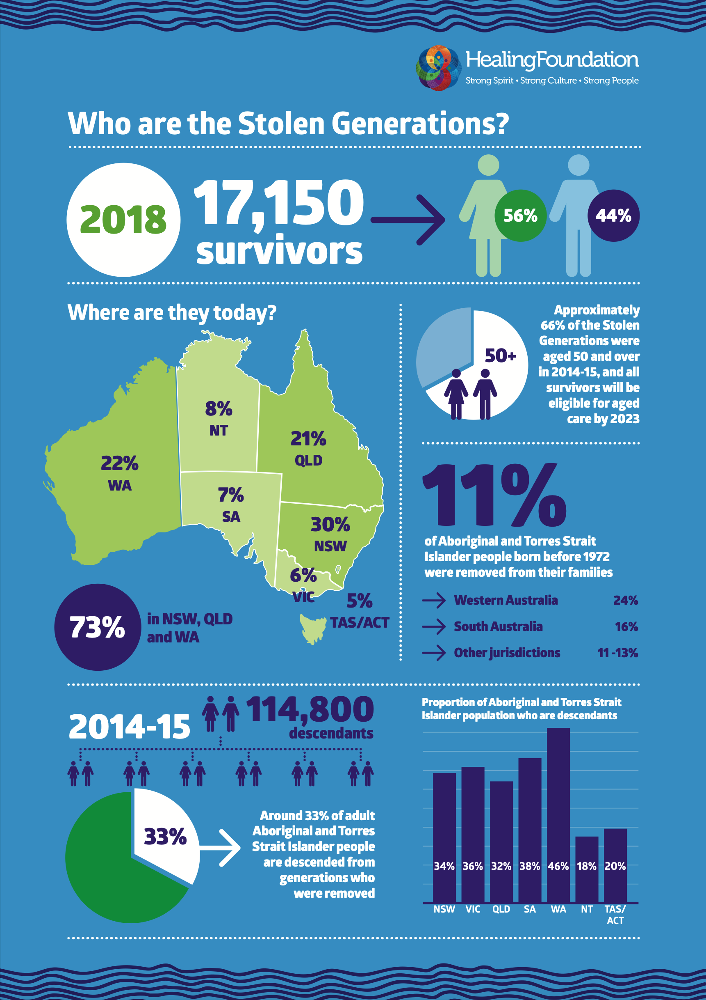 HealingFoundation
Strong Spirit • Strong Culture • Strong People
Who are the Stolen Generations?
2018
17,150
survivors
56%
44%
Where are they today?
8%
NT
21%
QLD
22%
WA
7%
SA
30%
NSW
6%
VIC
5%
TAS/ACT
73%
in NSW, QLD
and WA
50+
Approximately
66% of the Stolen
Generations were
aged 50 and over
in 2014-15, and all
survivors will be
eligible for aged
care by 2023
11%
of Aboriginal and Torres Strait
Islander people born before 1972
were removed from their families
Western Australia 24%
South Australia 16%
Other jurisdictions 11 -13%
2014-15
114,800
descendants
33%
Around 33% of adult
Aboriginal and Torres
Strait Islander people
are descended from
generations who
were removed
Proportion of Aboriginal and Torres Strait
Islander population who are descendants
34% 36% 32% 38% 46% 18% 20%
NSW VIC QLD SA WA NT TAS/
ACT